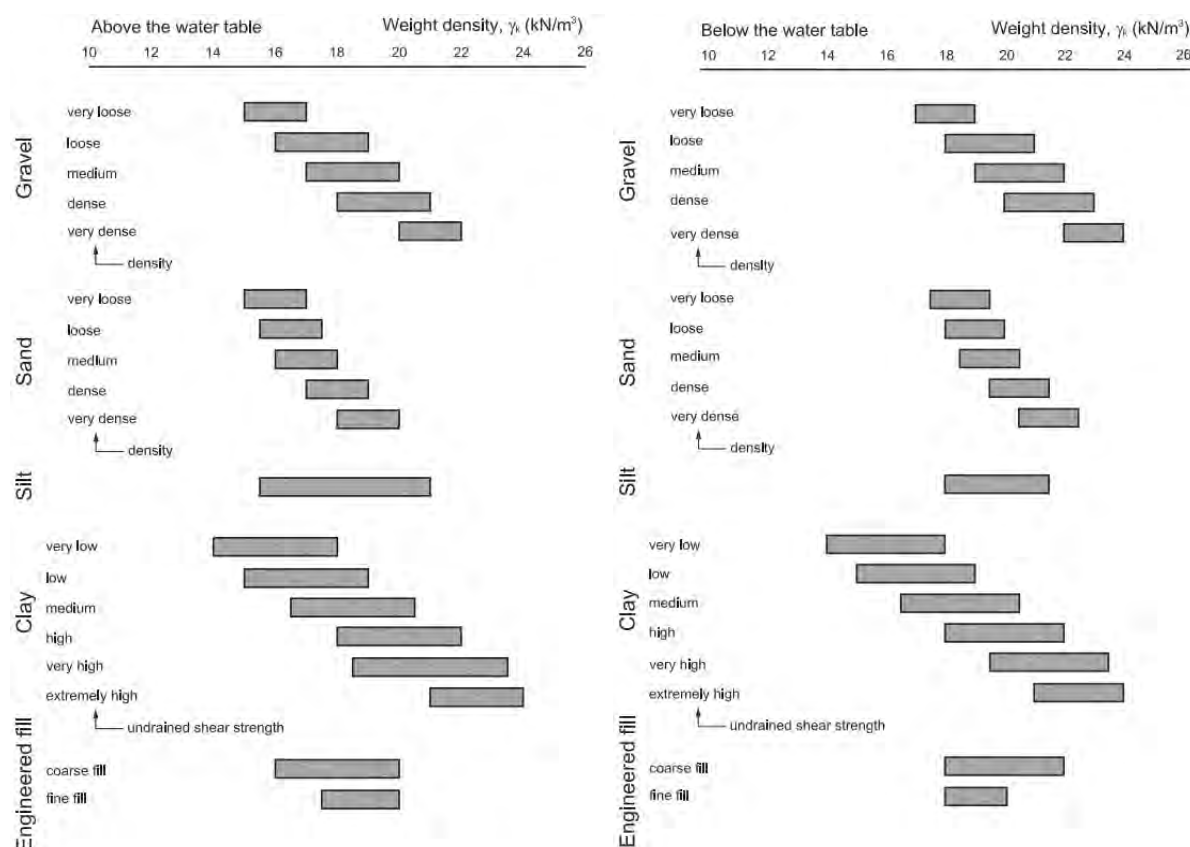 Above the water table
Weight density, γk (kN/m³)
10 12 14 16 18 20 22 24 26
Gravel
very loose
loose
medium
dense
very dense
density
Sand
very loose
loose
medium
dense
very dense
density
Silt
Clay
very low
low
medium
high
very high
extremely high
undrained shear strength
Engineered fill
coarse fill
fine fill
Below the water table
Weight density, γk (kN/m³)
10 12 14 16 18 20 22 24 26
Gravel
very loose
loose
medium
dense
very dense
density
Sand
very loose
loose
medium
dense
very dense
density
Silt
Clay
very low
low
medium
high
very high
extremely high
undrained shear strength
Engineered fill
coarse fill
fine fill